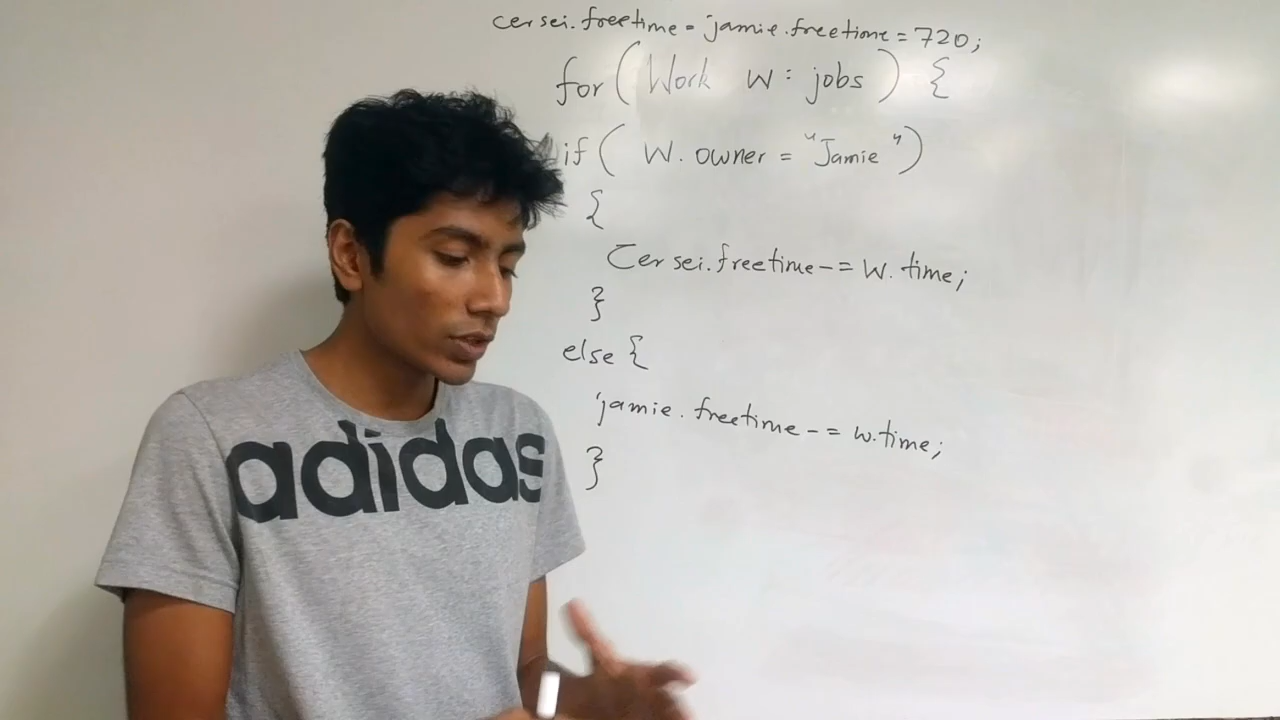 cersei.freetime = jamie.freetime = 720;
for ( Work w : jobs ) {
if ( W. owner = "Jamie")
{
Cersei.freetime -= W. time;
}
else {
jamie. freetime -= w.time;
}
adidas